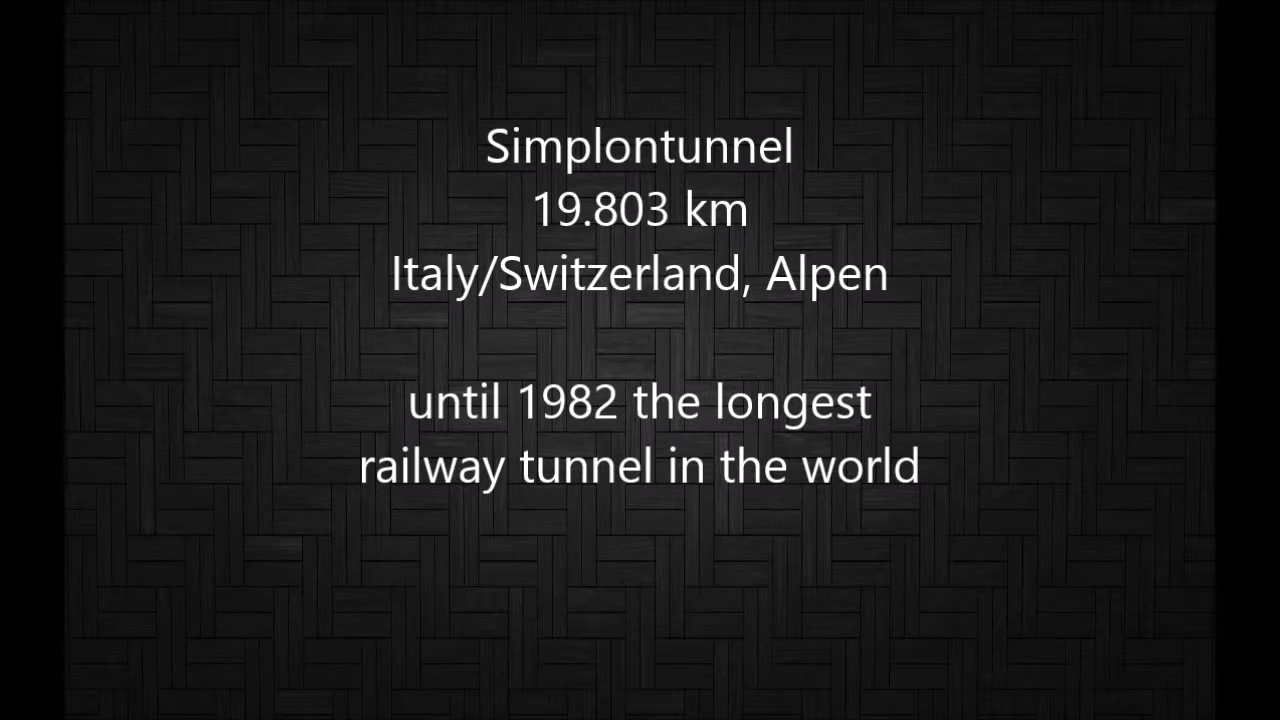 Simplontunnel
19.803 km
Italy/Switzerland, Alpen
until 1982 the longest
railway tunnel in the world